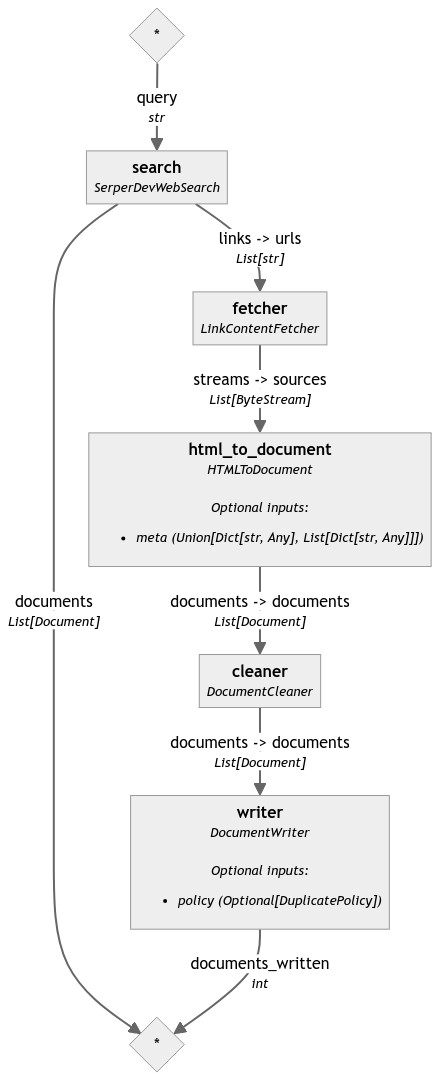 *
query
str
search
SerperDevWebSearch
links -> urls
List[str]
fetcher
LinkContentFetcher
streams -> sources
List[ByteStream]
html_to_document
HTMLToDocument
Optional inputs:
• meta (Union[Dict[str, Any], List[Dict[str, Any]]])
documents
List[Document]
documents -> documents
List[Document]
cleaner
DocumentCleaner
documents -> documents
List[Document]
writer
DocumentWriter
Optional inputs:
• policy (Optional[DuplicatePolicy])
documents_written
int
*